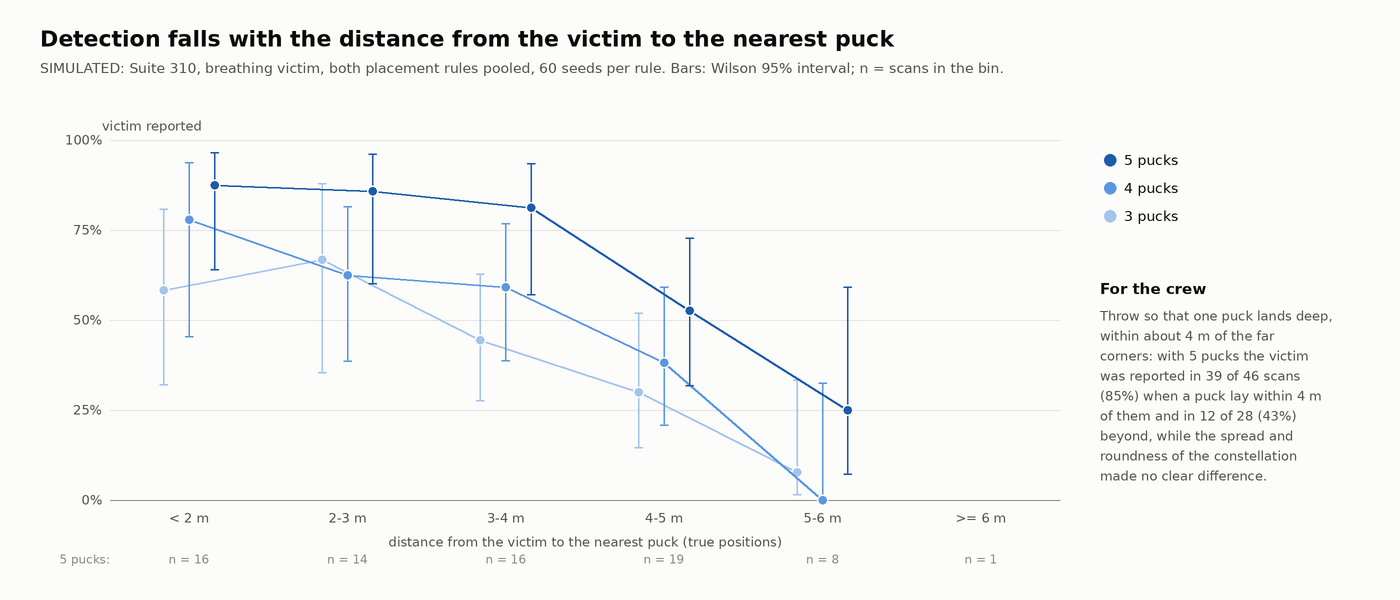 Detection falls with the distance from the victim to the nearest puck
SIMULATED: Suite 310, breathing victim, both placement rules pooled, 60 seeds per rule. Bars: Wilson 95% interval; n = scans in the bin.
victim reported
100%
75%
50%
25%
0%
< 2 m
2-3 m
3-4 m
4-5 m
5-6 m
>= 6 m
distance from the victim to the nearest puck (true positions)
5 pucks:
n = 16
n = 14
n = 16
n = 19
n = 8
n = 1
5 pucks
4 pucks
3 pucks
For the crew
Throw so that one puck lands deep,
within about 4 m of the far
corners: with 5 pucks the victim
was reported in 39 of 46 scans
(85%) when a puck lay within 4 m
of them and in 12 of 28 (43%)
beyond, while the spread and
roundness of the constellation
made no clear difference.